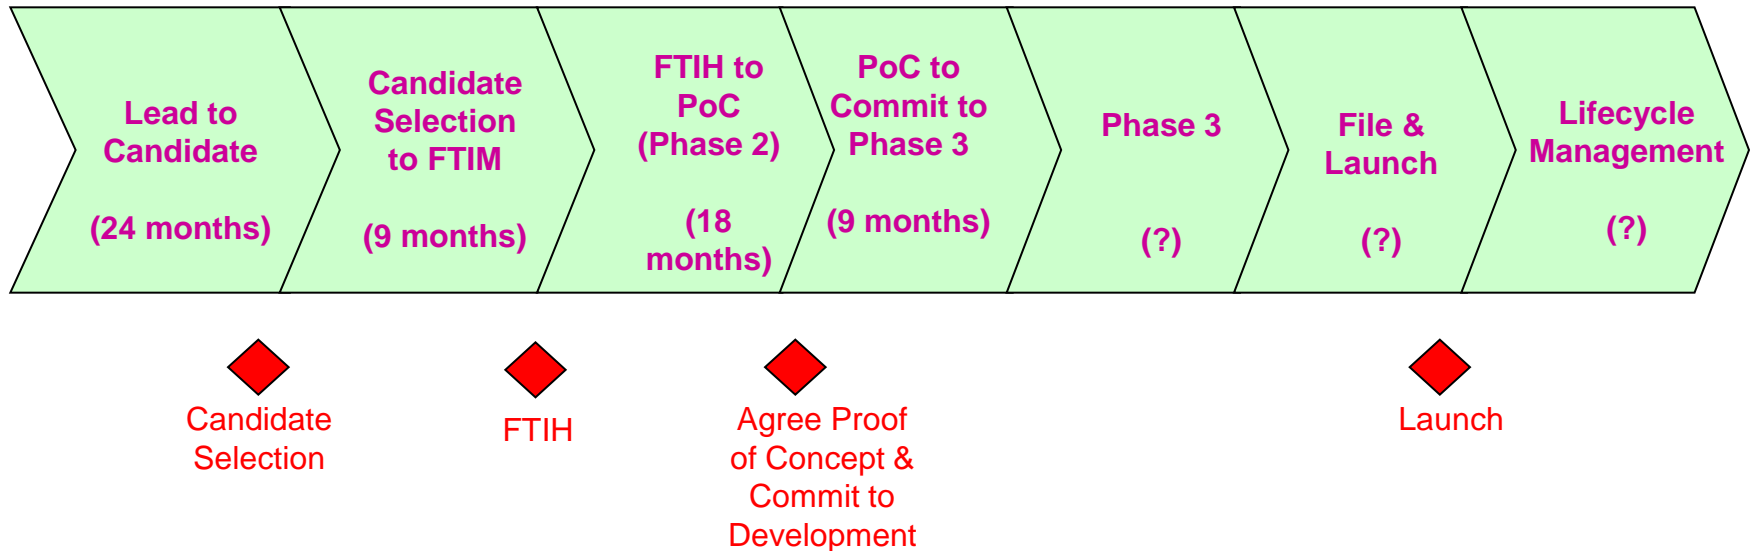 Lead to
Candidate
(24 months)
Candidate
Selection
to FTIM
(9 months)
FTIH to
PoC
(Phase 2)
(18
months)
PoC to
Commit to
Phase 3
(9 months)
Phase 3
(?)
File &
Launch
(?)
Lifecycle
Management
(?)
Candidate
Selection
FTIH
Agree Proof
of Concept &
Commit to
Development
Launch